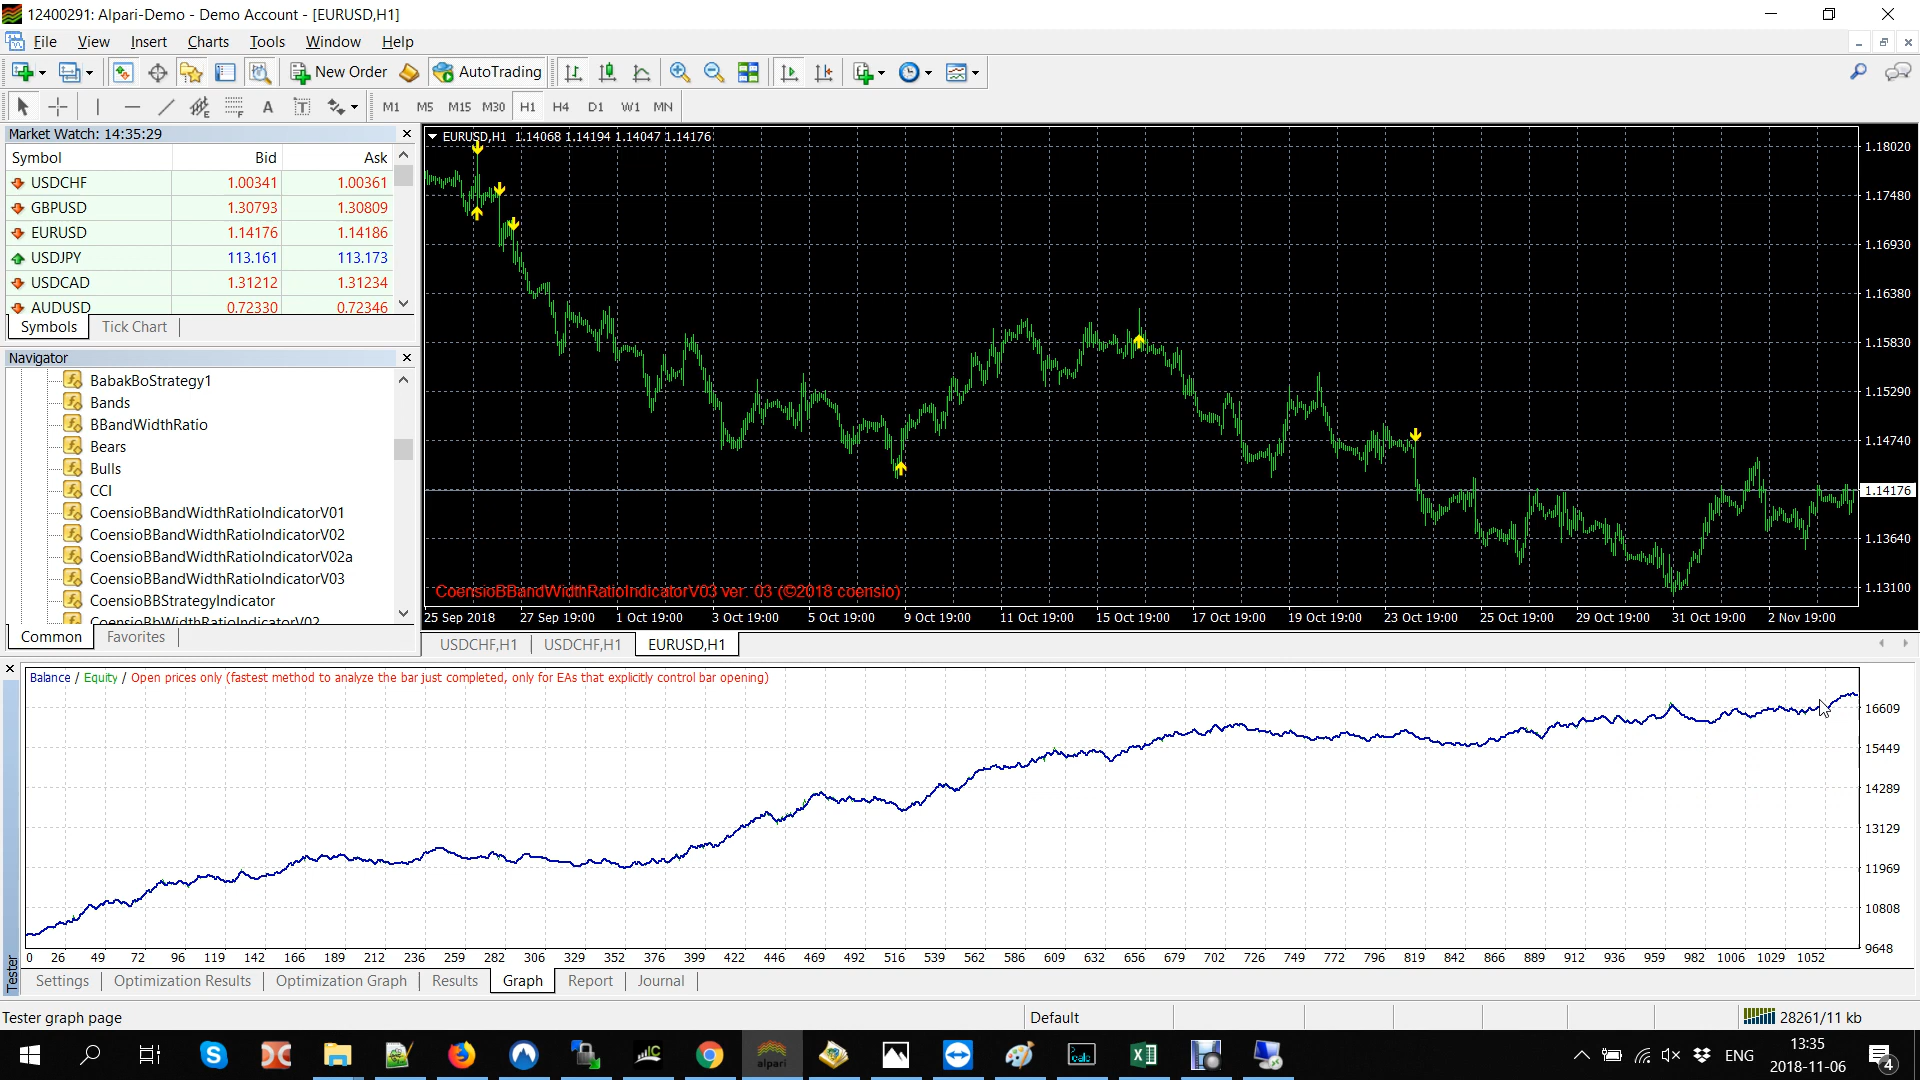 12400291: Alpari-Demo - Demo Account - [EURUSD,H1]
File View Insert Charts Tools Window Help
New Order AutoTrading
A T M1 M5 M15 M30 H1 H4 D1 W1 MN
Market Watch: 14:35:29
Symbol Bid Ask
USDCHF 1.00341 1.00361
GBPUSD 1.30793 1.30809
EURUSD 1.14176 1.14186
USDJPY 113.161 113.173
USDCAD 1.31212 1.31234
AUDUSD 0.72330 0.72346
Symbols Tick Chart
Navigator
BabakBoStrategy1
Bands
BBandWidthRatio
Bears
Bulls
CCI
CoensioBBandWidthRatioIndicatorV01
CoensioBBandWidthRatioIndicatorV02
CoensioBBandWidthRatioIndicatorV02a
CoensioBBandWidthRatioIndicatorV03
CoensioBBStrategyIndicator
CoensioBbWidthRatioIndicatorV02
Common Favorites
EURUSD,H1 1.14068 1.14194 1.14047 1.14176
1.18020
1.17480
1.16930
1.16380
1.15830
1.15290
1.14740
1.14176
1.13640
1.13100
CoensioBBandWidthRatioIndicatorV03 ver. 03 (©2018 coensio)
25 Sep 2018 27 Sep 19:00 1 Oct 19:00 3 Oct 19:00 5 Oct 19:00 9 Oct 19:00 11 Oct 19:00 15 Oct 19:00 17 Oct 19:00 19 Oct 19:00 23 Oct 19:00 25 Oct 19:00 29 Oct 19:00 31 Oct 19:00 2 Nov 19:00
USDCHF,H1 USDCHF,H1 EURUSD,H1
Balance / Equity / Open prices only (fastest method to analyze the bar just completed, only for EAs that explicitly control bar opening)
16609
15449
14289
13129
11969
10808
9648
0 26 49 72 96 119 142 166 189 212 236 259 282 306 329 352 376 399 422 446 469 492 516 539 562 586 609 632 656 679 702 726 749 772 796 819 842 866 889 912 936 959 982 1006 1029 1052
Tester
Settings Optimization Results Optimization Graph Results Graph Report Journal
Tester graph page Default 28261/11 kb
alpari
calc
ENG
13:35
2018-11-06
4